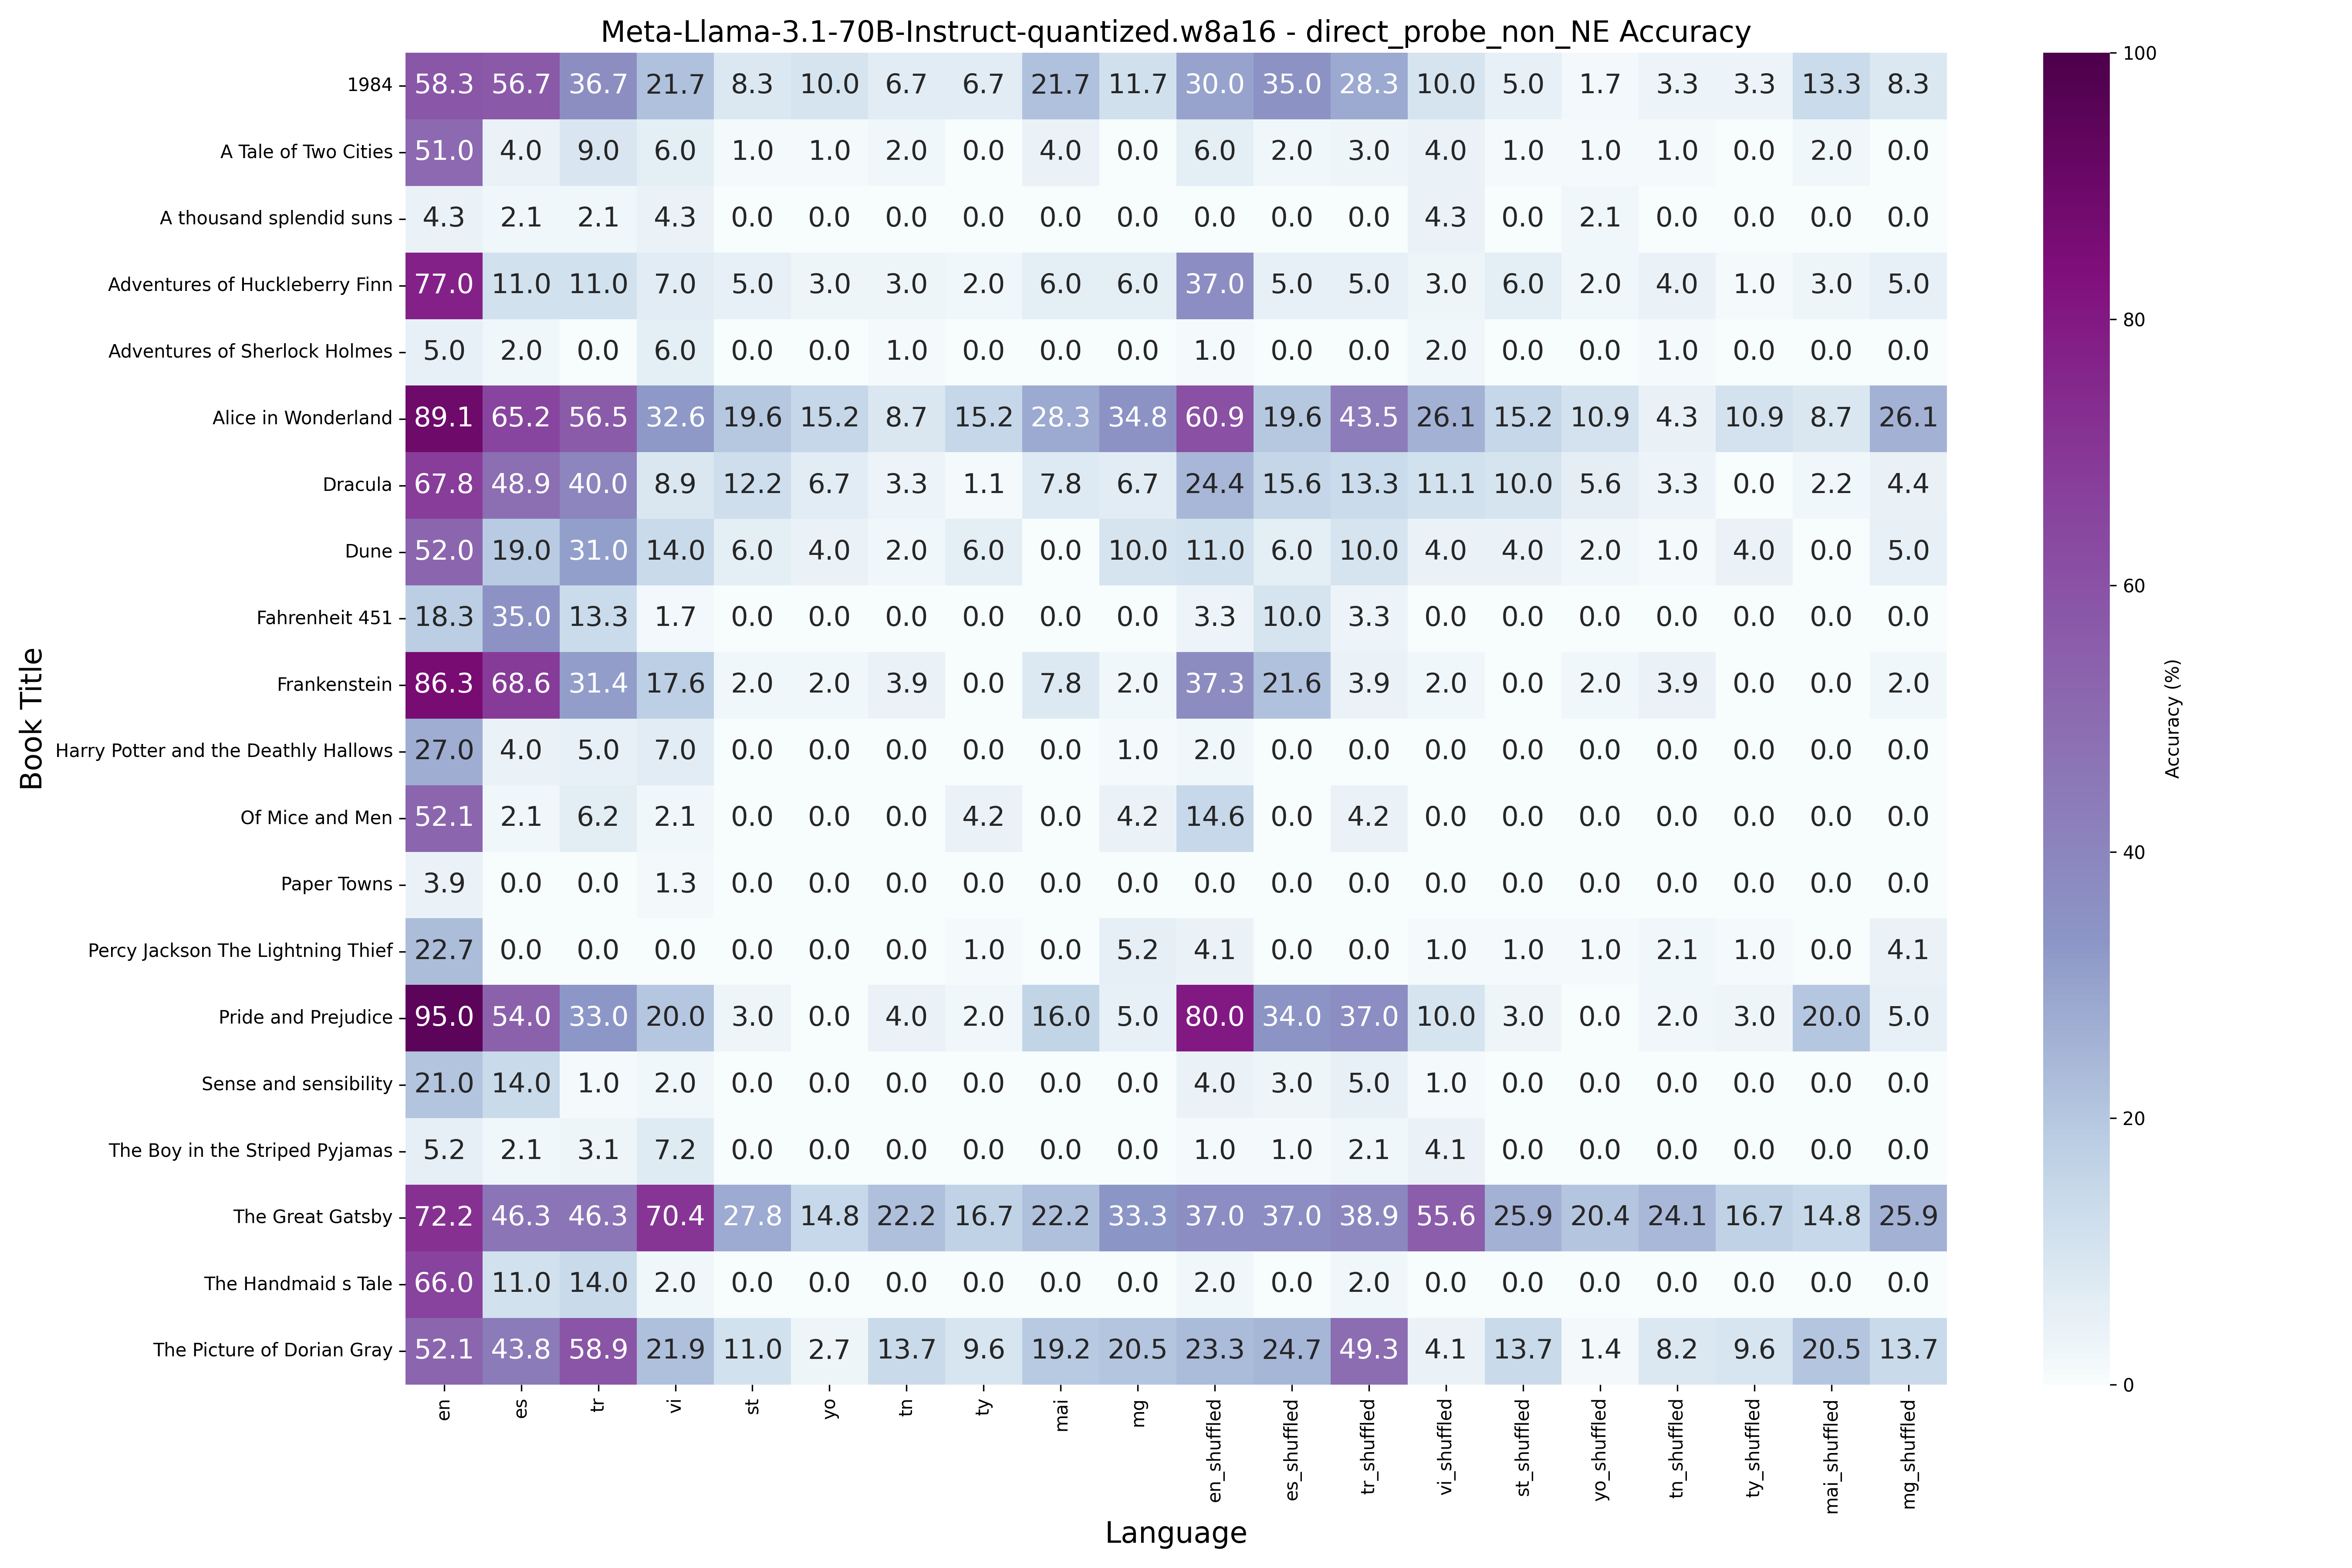 Meta-Llama-3.1-70B-Instruct-quantized.w8a16 - direct_probe_non_NE Accuracy
Book Title
1984 58.3 56.7 36.7 21.7 8.3 10.0 6.7 6.7 21.7 11.7 30.0 35.0 28.3 10.0 5.0 1.7 3.3 3.3 13.3 8.3
A Tale of Two Cities 51.0 4.0 9.0 6.0 1.0 1.0 2.0 0.0 4.0 0.0 6.0 2.0 3.0 4.0 1.0 1.0 1.0 0.0 2.0 0.0
A thousand splendid suns 4.3 2.1 2.1 4.3 0.0 0.0 0.0 0.0 0.0 0.0 0.0 0.0 0.0 4.3 0.0 2.1 0.0 0.0 0.0 0.0
Adventures of Huckleberry Finn 77.0 11.0 11.0 7.0 5.0 3.0 3.0 2.0 6.0 6.0 37.0 5.0 5.0 3.0 6.0 2.0 4.0 1.0 3.0 5.0
Adventures of Sherlock Holmes 5.0 2.0 0.0 6.0 0.0 0.0 1.0 0.0 0.0 0.0 1.0 0.0 0.0 2.0 0.0 0.0 1.0 0.0 0.0 0.0
Alice in Wonderland 89.1 65.2 56.5 32.6 19.6 15.2 8.7 15.2 28.3 34.8 60.9 19.6 43.5 26.1 15.2 10.9 4.3 10.9 8.7 26.1
Dracula 67.8 48.9 40.0 8.9 12.2 6.7 3.3 1.1 7.8 6.7 24.4 15.6 13.3 11.1 10.0 5.6 3.3 0.0 2.2 4.4
Dune 52.0 19.0 31.0 14.0 6.0 4.0 2.0 6.0 0.0 10.0 11.0 6.0 10.0 4.0 4.0 2.0 1.0 4.0 0.0 5.0
Fahrenheit 451 18.3 35.0 13.3 1.7 0.0 0.0 0.0 0.0 0.0 0.0 3.3 10.0 3.3 0.0 0.0 0.0 0.0 0.0 0.0 0.0
Frankenstein 86.3 68.6 31.4 17.6 2.0 2.0 3.9 0.0 7.8 2.0 37.3 21.6 3.9 2.0 0.0 2.0 3.9 0.0 0.0 2.0
Harry Potter and the Deathly Hallows 27.0 4.0 5.0 7.0 0.0 0.0 0.0 0.0 0.0 1.0 2.0 0.0 0.0 0.0 0.0 0.0 0.0 0.0 0.0 0.0
Of Mice and Men 52.1 2.1 6.2 2.1 0.0 0.0 0.0 4.2 0.0 4.2 14.6 0.0 4.2 0.0 0.0 0.0 0.0 0.0 0.0 0.0
Paper Towns 3.9 0.0 0.0 1.3 0.0 0.0 0.0 0.0 0.0 0.0 0.0 0.0 0.0 0.0 0.0 0.0 0.0 0.0 0.0 0.0
Percy Jackson The Lightning Thief 22.7 0.0 0.0 0.0 0.0 0.0 0.0 1.0 0.0 5.2 4.1 0.0 0.0 1.0 1.0 1.0 2.1 1.0 0.0 4.1
Pride and Prejudice 95.0 54.0 33.0 20.0 3.0 0.0 4.0 2.0 16.0 5.0 80.0 34.0 37.0 10.0 3.0 0.0 2.0 3.0 20.0 5.0
Sense and sensibility 21.0 14.0 1.0 2.0 0.0 0.0 0.0 0.0 0.0 0.0 4.0 3.0 5.0 1.0 0.0 0.0 0.0 0.0 0.0 0.0
The Boy in the Striped Pyjamas 5.2 2.1 3.1 7.2 0.0 0.0 0.0 0.0 0.0 0.0 1.0 1.0 2.1 4.1 0.0 0.0 0.0 0.0 0.0 0.0
The Great Gatsby 72.2 46.3 46.3 70.4 27.8 14.8 22.2 16.7 22.2 33.3 37.0 37.0 38.9 55.6 25.9 20.4 24.1 16.7 14.8 25.9
The Handmaid s Tale 66.0 11.0 14.0 2.0 0.0 0.0 0.0 0.0 0.0 0.0 2.0 0.0 2.0 0.0 0.0 0.0 0.0 0.0 0.0 0.0
The Picture of Dorian Gray 52.1 43.8 58.9 21.9 11.0 2.7 13.7 9.6 19.2 20.5 23.3 24.7 49.3 4.1 13.7 1.4 8.2 9.6 20.5 13.7
en es tr vi st yo tn ty mai mg en_shuffled es_shuffled tr_shuffled vi_shuffled st_shuffled yo_shuffled tn_shuffled ty_shuffled mai_shuffled mg_shuffled
Language
100
80
60
40
20
0
Accuracy (%)